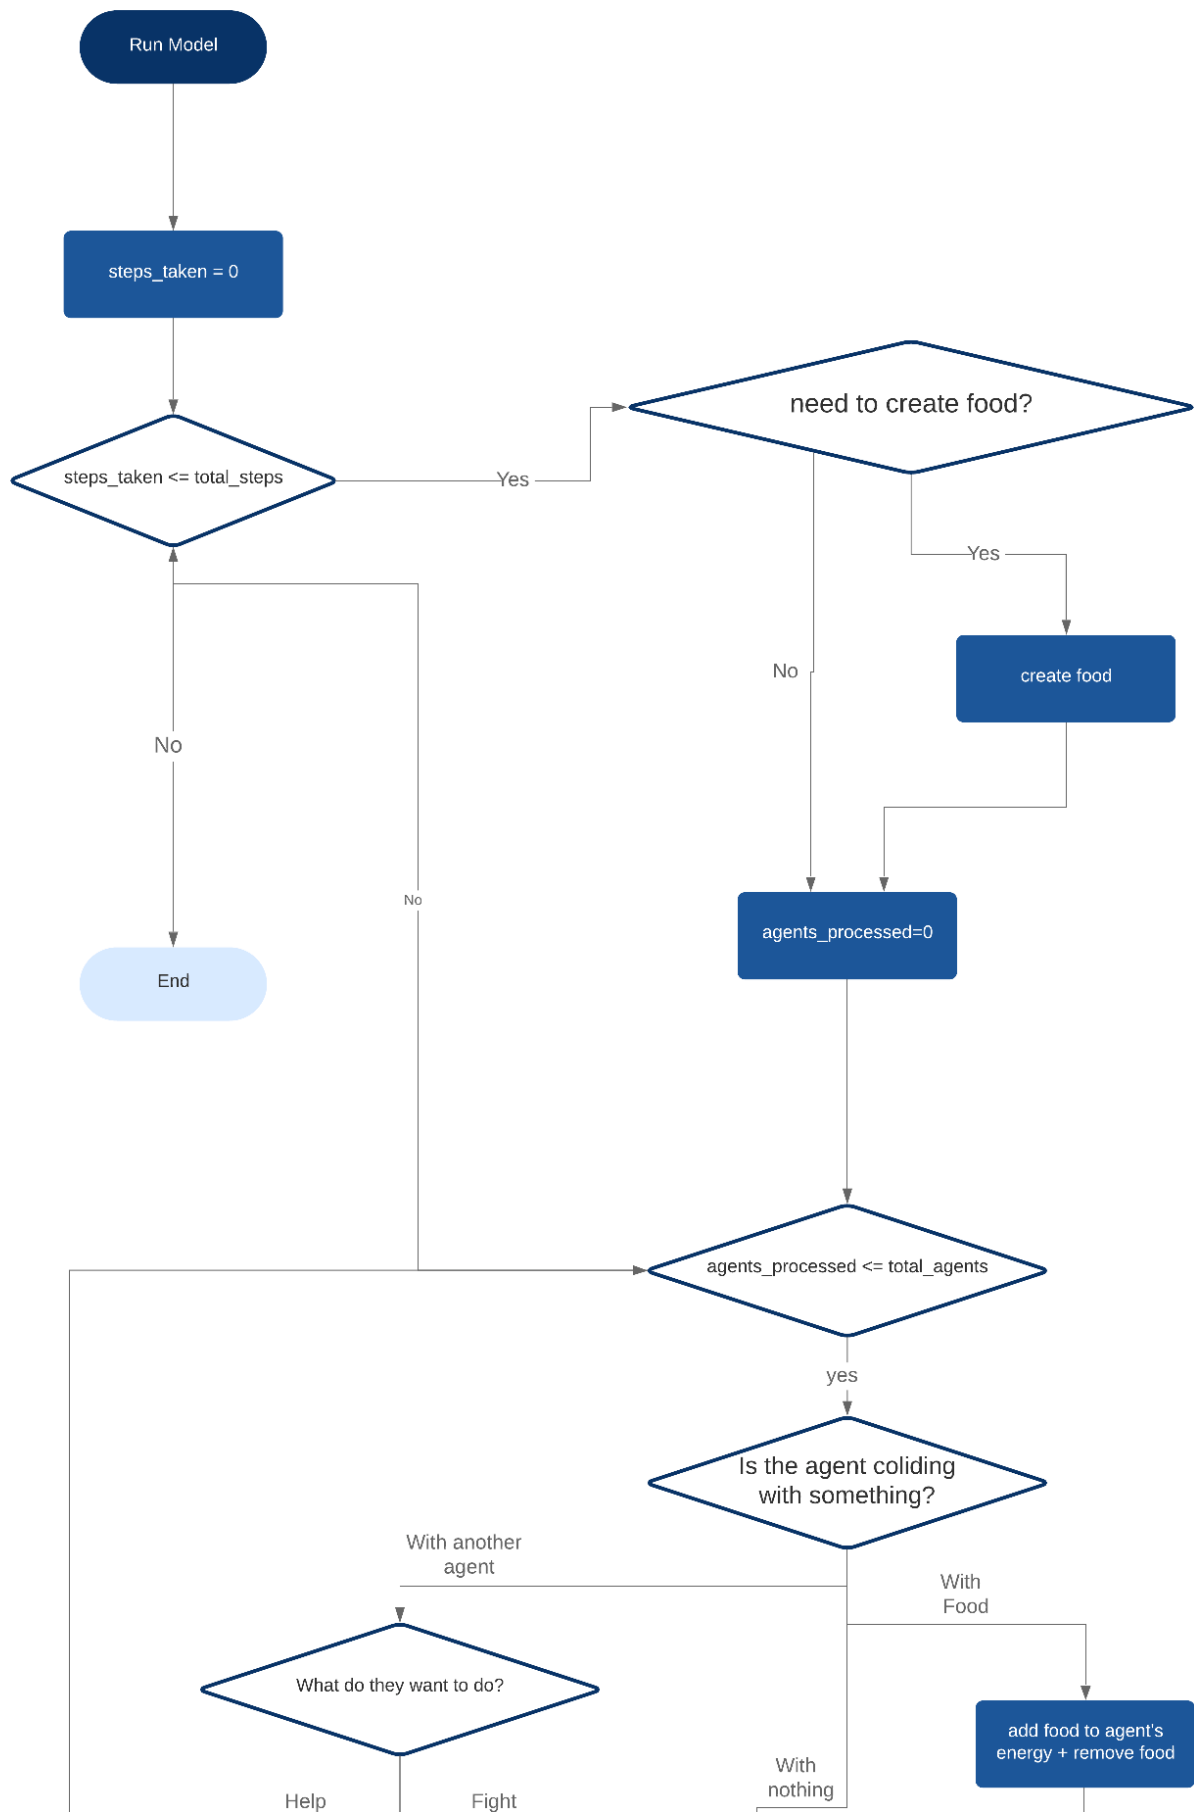 Run Model
steps_taken = 0
need to create food?
steps_taken <= total_steps
Yes
Yes
No
create food
No
No
agents_processed=0
End
agents_processed <= total_agents
yes
Is the agent coliding
with something?
With another
agent
With
Food
What do they want to do?
add food to agent's
energy + remove food
With
nothing
Help
Fight